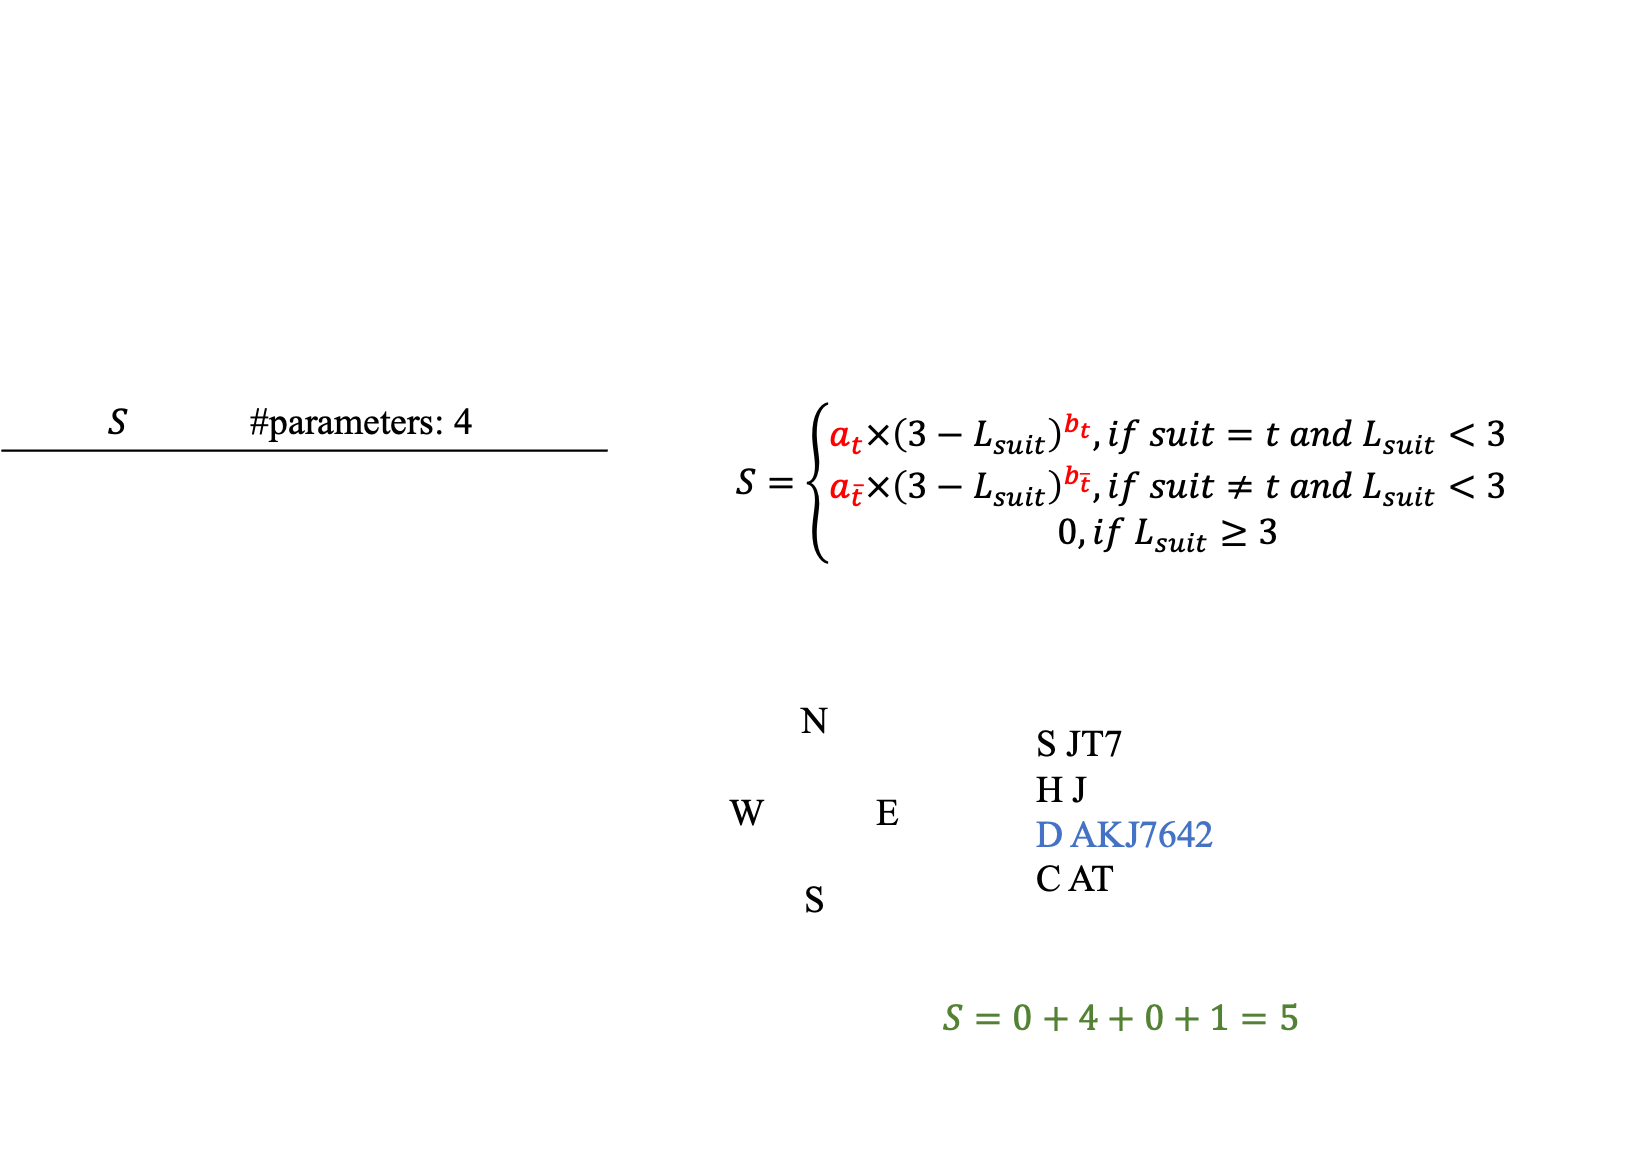 S #parameters: 4
S = { a_t×(3 − L_suit)^{b_t}, if suit = t and L_suit < 3
a_t̄×(3 − L_suit)^{b_t̄}, if suit ≠ t and L_suit < 3
0, if L_suit ≥ 3
N
W E
S
S JT7
H J
D AKJ7642
C AT
S = 0 + 4 + 0 + 1 = 5